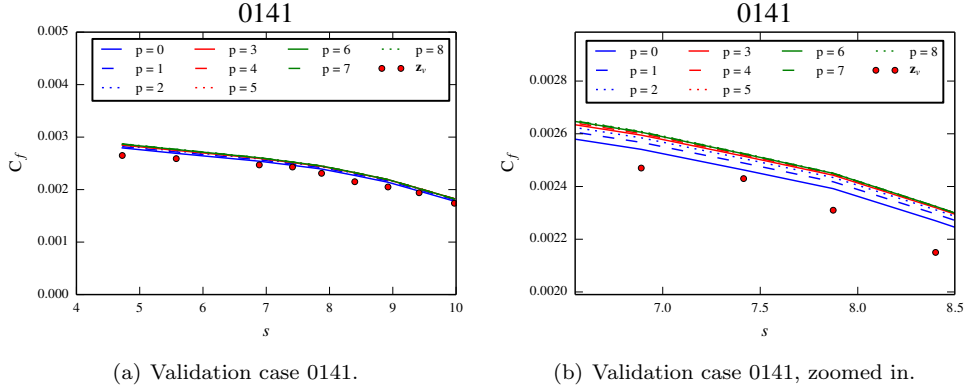 0141
p = 0
p = 3
p = 6
p = 8
p = 1
p = 4
p = 7
z_v
p = 2
p = 5
C_f
0.005
0.004
0.003
0.002
0.001
0.000
4
5
6
7
8
9
10
s
(a) Validation case 0141.
0141
p = 0
p = 3
p = 6
p = 8
p = 1
p = 4
p = 7
z_v
p = 2
p = 5
C_f
0.0028
0.0026
0.0024
0.0022
0.0020
7.0
7.5
8.0
8.5
s
(b) Validation case 0141, zoomed in.